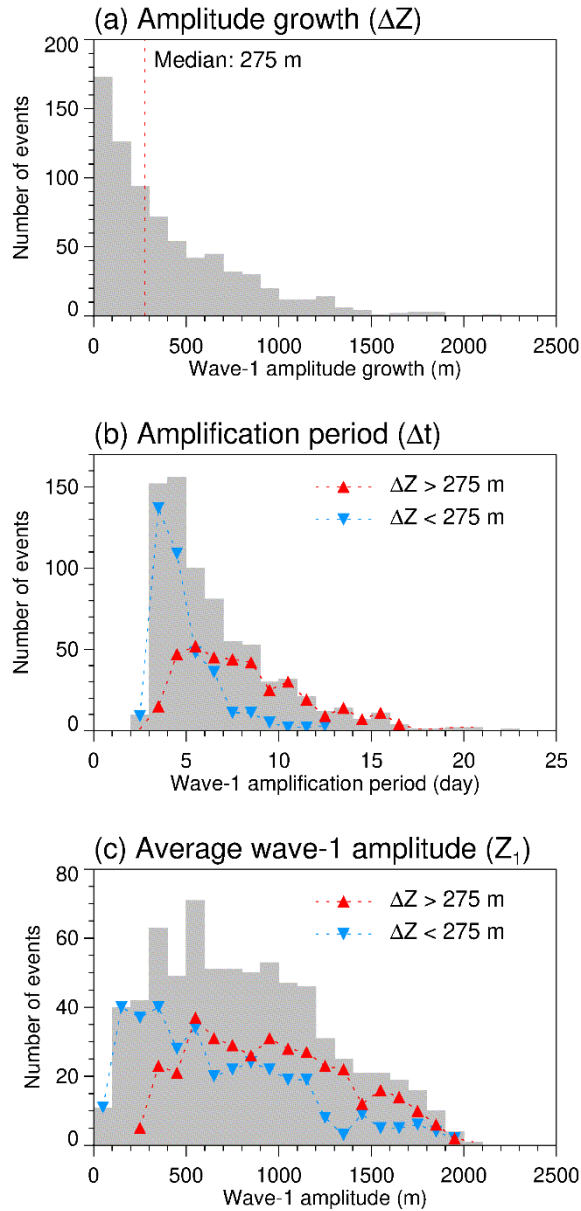 (a) Amplitude growth (ΔZ)
200
150
100
50
0
Number of events
Median: 275 m
0 500 1000 1500 2000 2500
Wave-1 amplitude growth (m)
(b) Amplification period (Δt)
150
100
50
0
Number of events
ΔZ > 275 m
ΔZ < 275 m
0 5 10 15 20 25
Wave-1 amplification period (day)
(c) Average wave-1 amplitude (Z₁)
80
60
40
20
0
Number of events
ΔZ > 275 m
ΔZ < 275 m
0 500 1000 1500 2000 2500
Wave-1 amplitude (m)